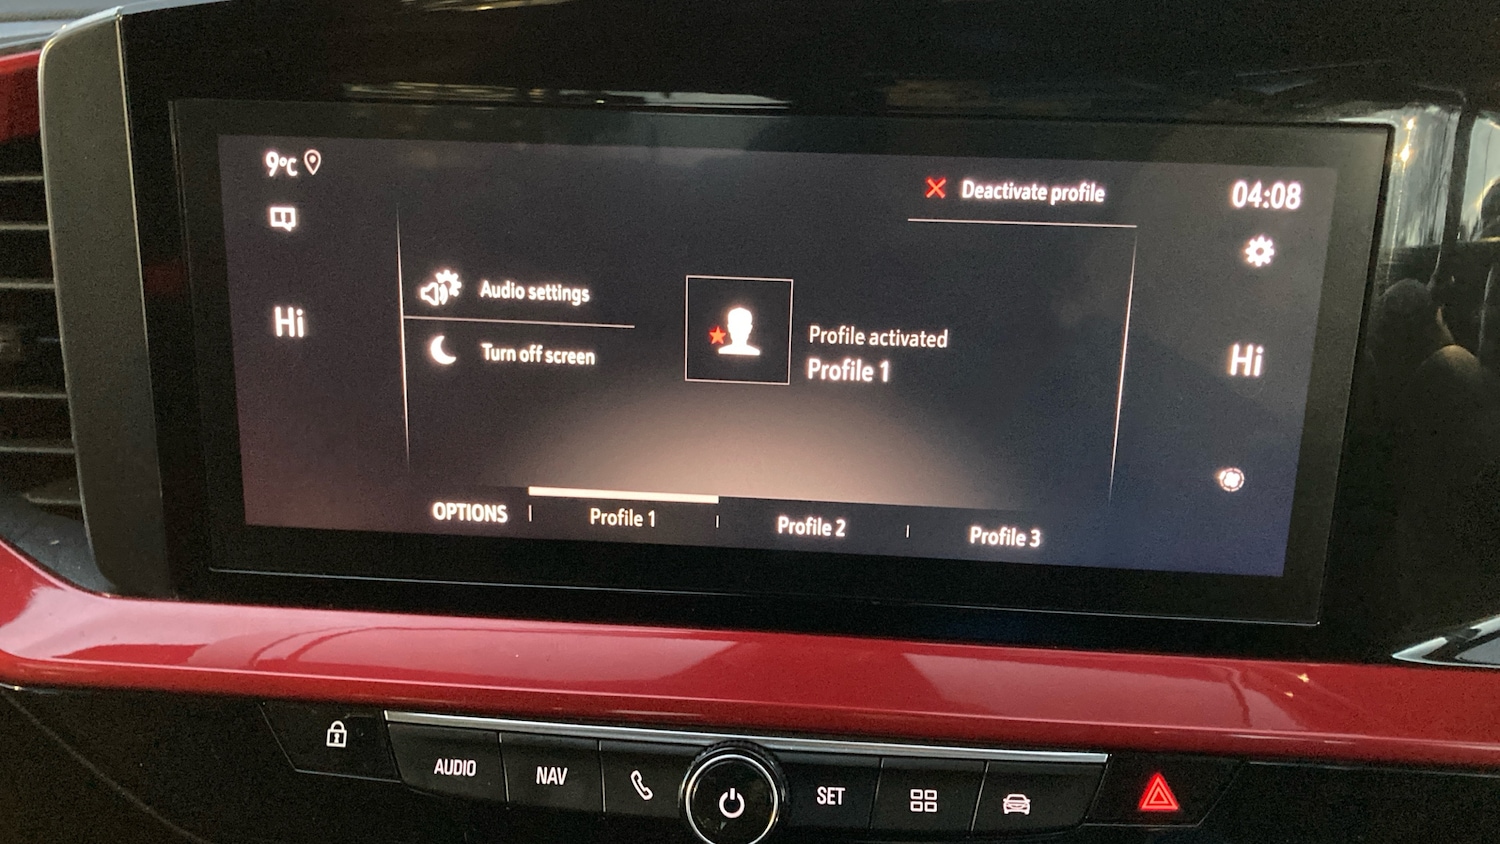 9°C
04:08
Deactivate profile
Audio settings
Hi
Hi
Turn off screen
Profile activated
Profile 1
OPTIONS
Profile 1
Profile 2
Profile 3
AUDIO
NAV
SET